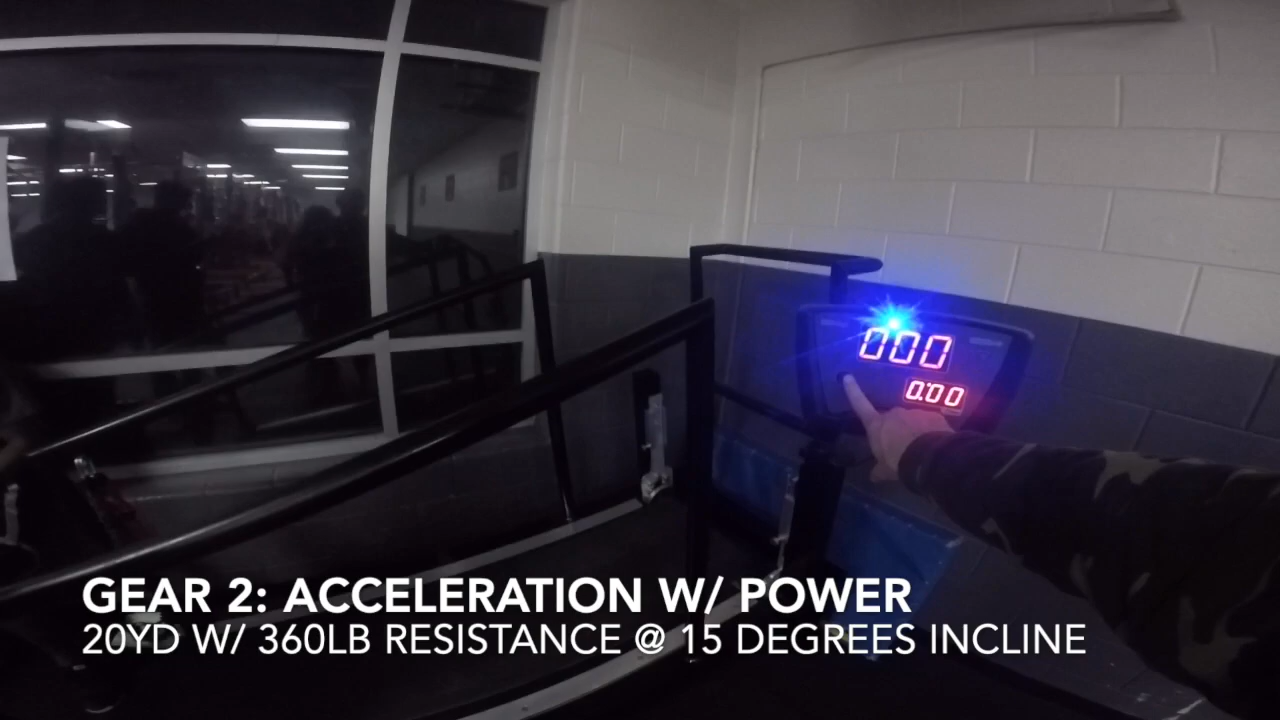 000
0:00
GEAR 2: ACCELERATION W/ POWER
20YD W/ 360LB RESISTANCE @ 15 DEGREES INCLINE